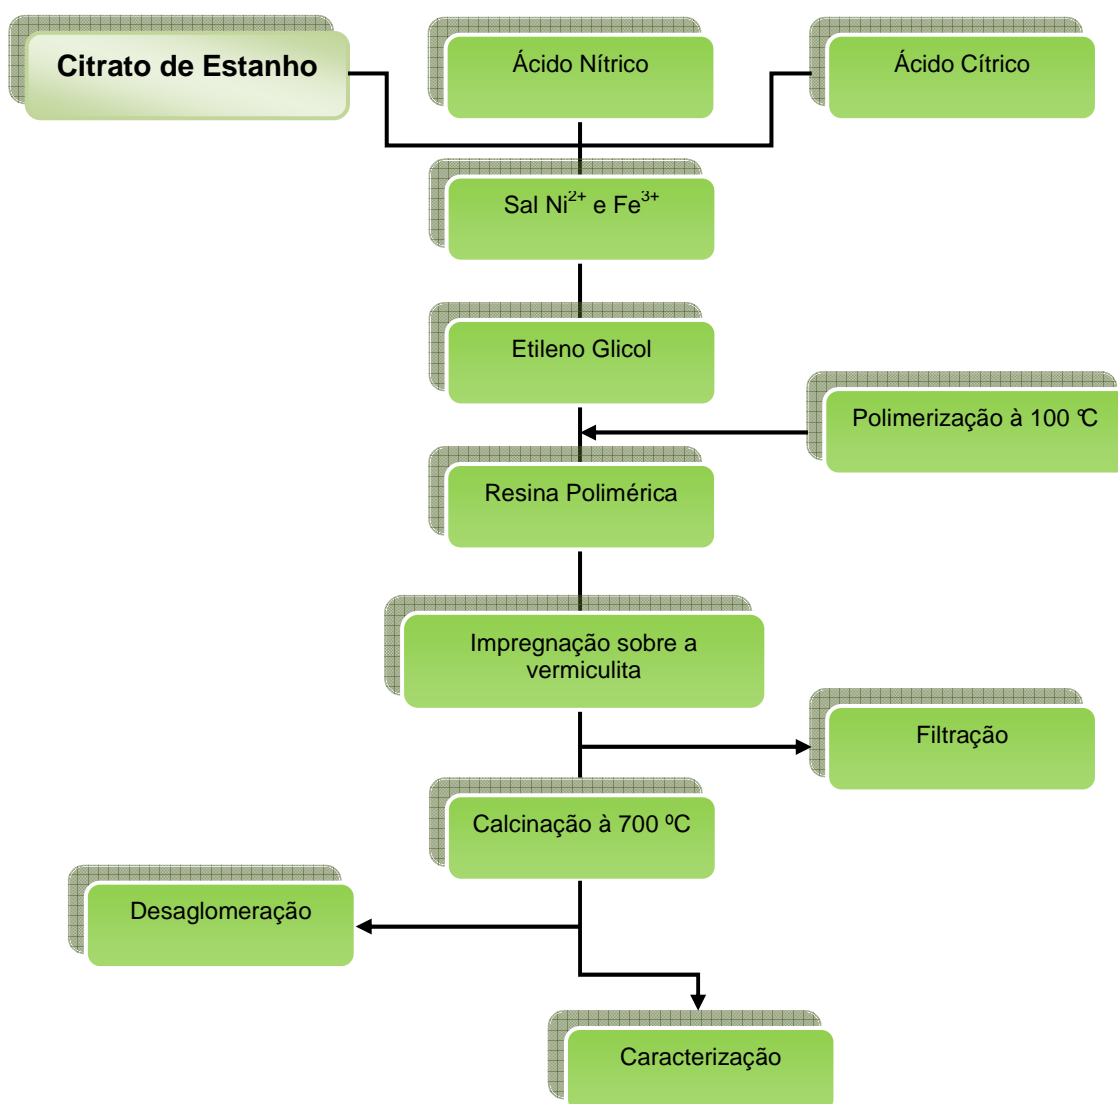 Citrato de Estanho
Ácido Nítrico
Ácido Cítrico
Sal Ni²⁺ e Fe³⁺
Etileno Glicol
Polimerização à 100 ºC
Resina Polimérica
Impregnação sobre a
vermiculita
Filtração
Calcinação à 700 ºC
Desaglomeração
Caracterização